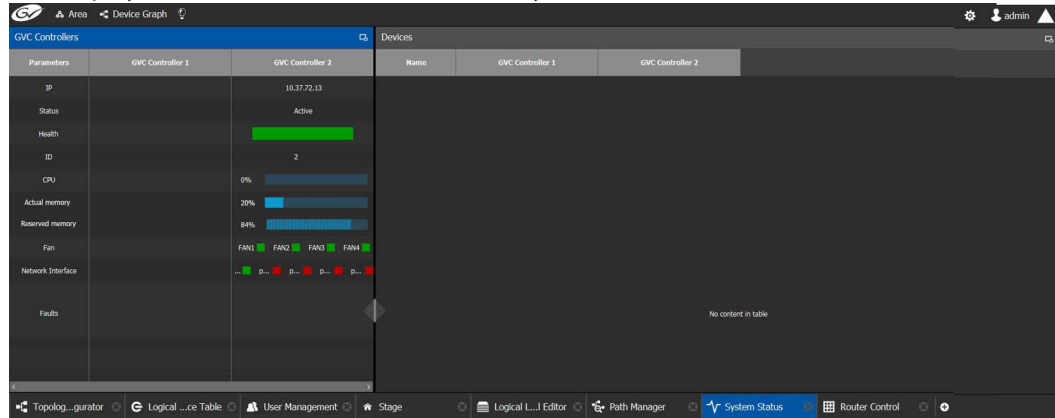 GV Area Device Graph admin
GVC Controllers Devices
Parameters GVC Controller 1 GVC Controller 2 Name GVC Controller 1 GVC Controller 2
IP 10.37.72.13
Status Active
Health
ID 2
CPU 0%
Actual memory 20%
Reserved memory 84%
Fan FAN1 FAN2 FAN3 FAN4
Network Interface ... p... p... p... p...
Faults No content in table
Topolog...gurator Logical ...ce Table User Management Stage Logical L...l Editor Path Manager System Status Router Control